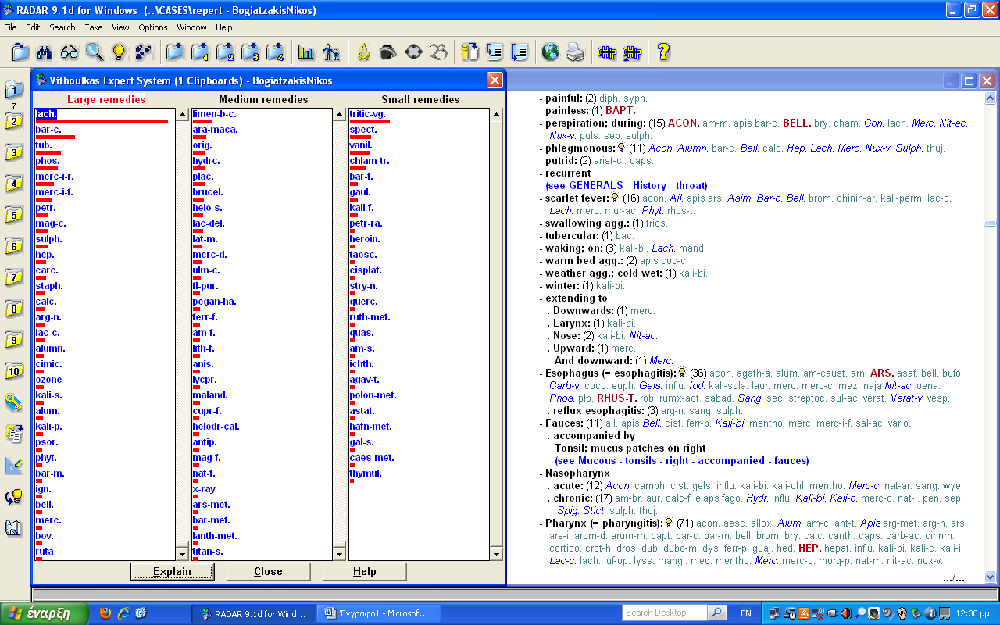 RADAR 9.1d for Windows (..\CASES\repert - BogiatzakisNikos)
File Edit Search Take View Options Window Help
1 2 3 4
23
1
7
2
3
4
5
6
7
8
9
10
Vithoulkas Expert System (1 Clipboards) - BogiatzakisNikos
Large remedies
lach.
bar-c.
tub.
phos.
merc-i-r.
merc-i-f.
petr.
mag-c.
sulph.
hep.
carc.
staph.
calc.
arg-n.
lac-c.
alumn.
cimic.
ozone
kali-s.
alum.
kali-p.
psor.
phyt.
bar-m.
ign.
bell.
merc.
bov.
ruta
Medium remedies
limen-b-c.
ara-maca.
orig.
hydrc.
plac.
brucel.
helo-s.
lac-del.
lat-m.
merc-d.
ulm-c.
fl-pur.
pegan-ha.
ferr-f.
am-f.
lith-f.
anis.
lycpr.
maland.
cupr-f.
helodr-cal.
antip.
mag-f.
nat-f.
x-ray
ars-met.
bar-met.
lanth-met.
titan-s.
Small remedies
tritic-vg.
spect.
vanil.
chlam-tr.
bar-f.
gaul.
kali-f.
petr-ra.
heroin.
taosc.
cisplat.
stry-n.
querc.
ruth-met.
quas.
am-s.
ichth.
agav-t.
polon-met.
astat.
hafn-met.
gal-s.
caes-met.
thymul.
Explain Close Help
- painful: (2) diph. syph.
- painless: (1) BAPT.
- perspiration; during: (15) ACON. am-m. apis bar-c. BELL. bry. cham. Con. lach. Merc. Nit-ac.
Nux-v. puls. sep. sulph.
- phlegmonous: (11) Acon. Alumn. bar-c. Bell. calc. Hep. Lach. Merc. Nux-v. Sulph. thuj.
- putrid: (2) arist-cl. caps.
- recurrent
(see GENERALS - History - throat)
- scarlet fever: (16) acon. Ail. apis ars. Asim. Bar-c. Bell. brom. chinin-ar. kali-perm. lac-c.
Lach. merc. mur-ac. Phyt. rhus-t.
- swallowing agg.: (1) trios.
- tubercular: (1) bac.
- waking; on: (3) kali-bi. Lach. mand.
- warm bed agg.: (2) apis coc-c.
- weather agg.; cold wet: (1) kali-bi.
- winter: (1) kali-bi.
- extending to
. Downwards: (1) merc.
. Larynx: (1) kali-bi.
. Nose: (2) kali-bi. Nit-ac.
. Upward: (1) merc.
And downward: (1) Merc.
- Esophagus (= esophagitis): (36) acon. agath-a. alum. am-caust. arn. ARS. asaf. bell. bufo
Carb-v. cocc. euph. Gels. influ. Iod. kali-sula. laur. merc. merc-c. mez. naja Nit-ac. oena.
Phos. plb. RHUS-T. rob. rumx-act. sabad. Sang. sec. streptoc. sul-ac. verat. Verat-v. vesp.
. reflux esophagitis: (3) arg-n. sang. sulph.
- Fauces: (11) ail. apis Bell. cist. ferr-p. Kali-bi. mentho. merc. merc-i-f. sal-ac. vario.
. accompanied by
Tonsil; mucus patches on right
(see Mucous - tonsils - right - accompanied - fauces)
- Nasopharynx
. acute: (12) Acon. camph. cist. gels. influ. kali-bi. kali-chl. mentho. Merc-c. nat-ar. sang. wye.
. chronic: (17) am-br. aur. calc-f. elaps fago. Hydr. influ. Kali-bi. Kali-c. merc-c. nat-i. pen. sep.
Spig. Stict. sulph. thuj.
- Pharynx (= pharyngitis): (71) acon. aesc. allox. Alum. am-c. ant-t. Apis arg-met. arg-n. ars.
ars-i. arum-d. arum-m. bapt. bar-c. bar-m. bell. brom. bry. calc. canth. caps. carb-ac. cinnm.
cortico. crot-h. dros. dub. dubo-m. dys. ferr-p. guaj. hed. HEP. hepat. influ. kali-bi. kali-c. kali-i.
Lac-c. lach. luf-op. lyss. mangi. med. mentho. Merc. merc-c. morg-p. nat-m. nit-ac. nux-v.
.../...
έναρξη RADAR 9.1d for Wind... Έγγραφο1 - Microsof... Search Desktop EN 12:30 μμ